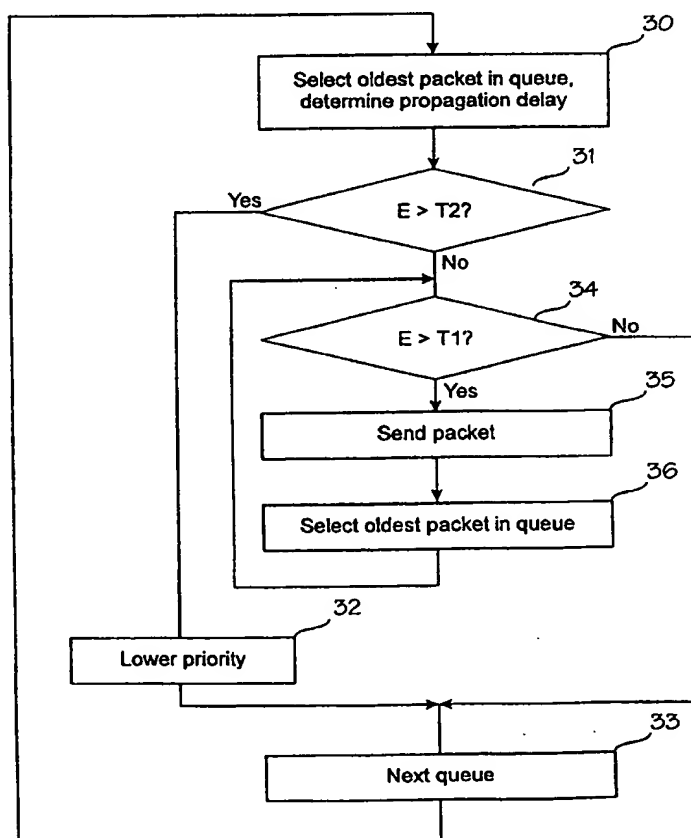 30
Select oldest packet in queue,
determine propagation delay
31
Yes
E > T2?
No
34
No
E > T1?
Yes
35
Send packet
36
Select oldest packet in queue
32
Lower priority
33
Next queue